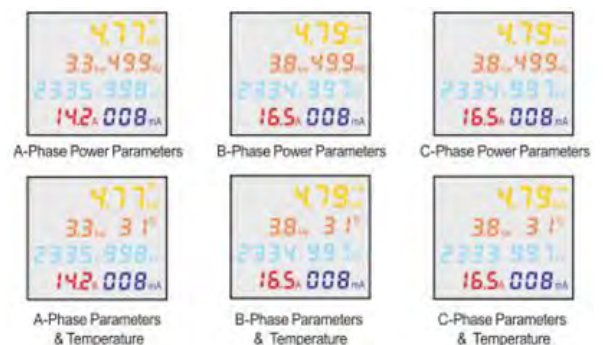 4.77
4.79
4.79
3.3 49.9
3.8 49.9
3.8 49.9
2335.998
2334.997
2334.997
14.2A 008mA
16.5A 008mA
16.5A 008mA
A-Phase Power Parameters
B-Phase Power Parameters
C-Phase Power Parameters
4.77
4.79
4.79
3.3 31°
3.8 31°
3.8 31°
2335.998
2334 997
2333 997
14.2A 008mA
16.5A 008mA
16.5A 008mA
A-Phase Parameters
& Temperature
B-Phase Parameters
& Temperature
C-Phase Parameters
& Temperature